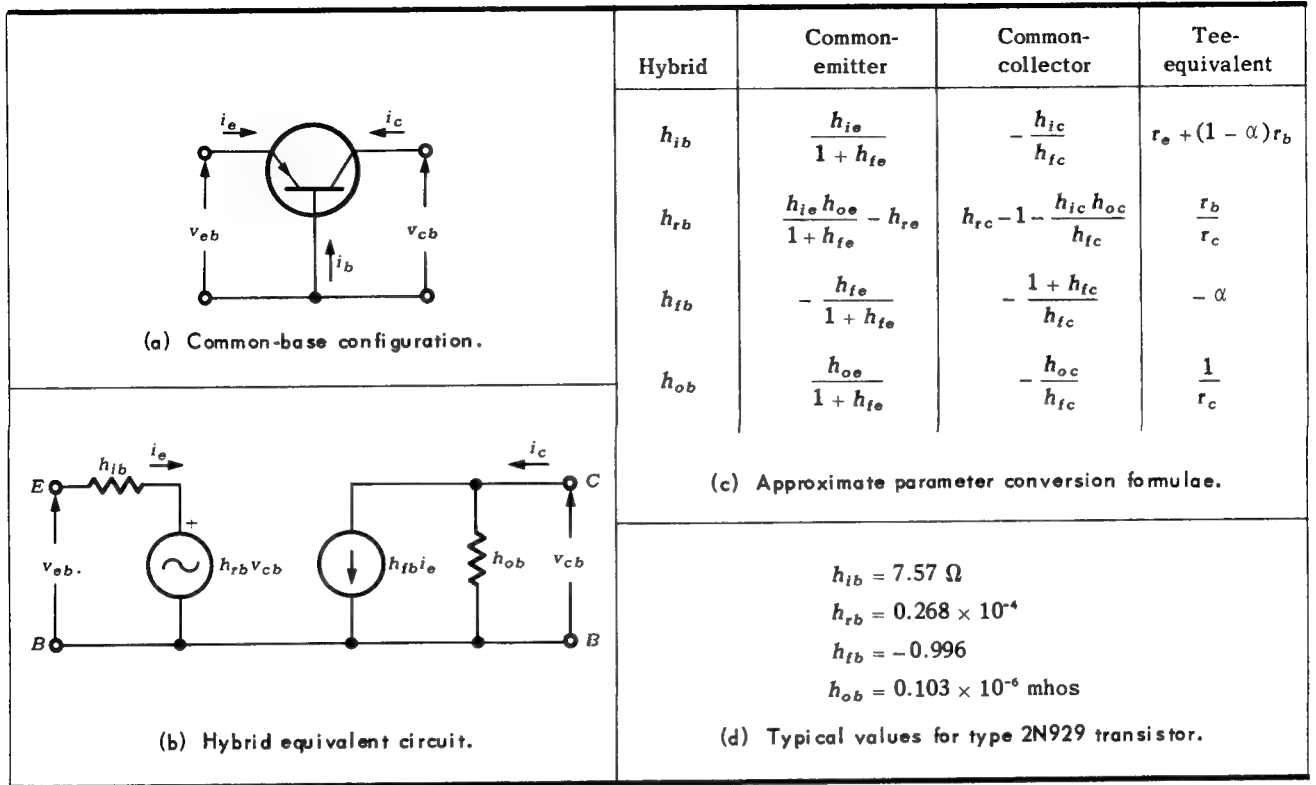 i_e
i_c
v_eb
v_cb
i_b
(a) Common-base configuration.
h_ib
i_e
i_c
E
C
+
v_eb.
h_rb v_cb
h_fb i_e
h_ob
v_cb
B
B
(b) Hybrid equivalent circuit.
Hybrid
Common-
emitter
Common-
collector
Tee-
equivalent
h_ib
h_ie / (1 + h_fe)
- h_ic / h_fc
r_e + (1 - α) r_b
h_rb
h_ie h_oe / (1 + h_fe) - h_re
h_rc - 1 - h_ic h_oc / h_fc
r_b / r_c
h_fb
- h_fe / (1 + h_fe)
- (1 + h_fc) / h_fc
- α
h_ob
h_oe / (1 + h_fe)
- h_oc / h_fc
1 / r_c
(c) Approximate parameter conversion formulae.
h_ib = 7.57 Ω
h_rb = 0.268 × 10⁻⁴
h_fb = -0.996
h_ob = 0.103 × 10⁻⁶ mhos
(d) Typical values for type 2N929 transistor.